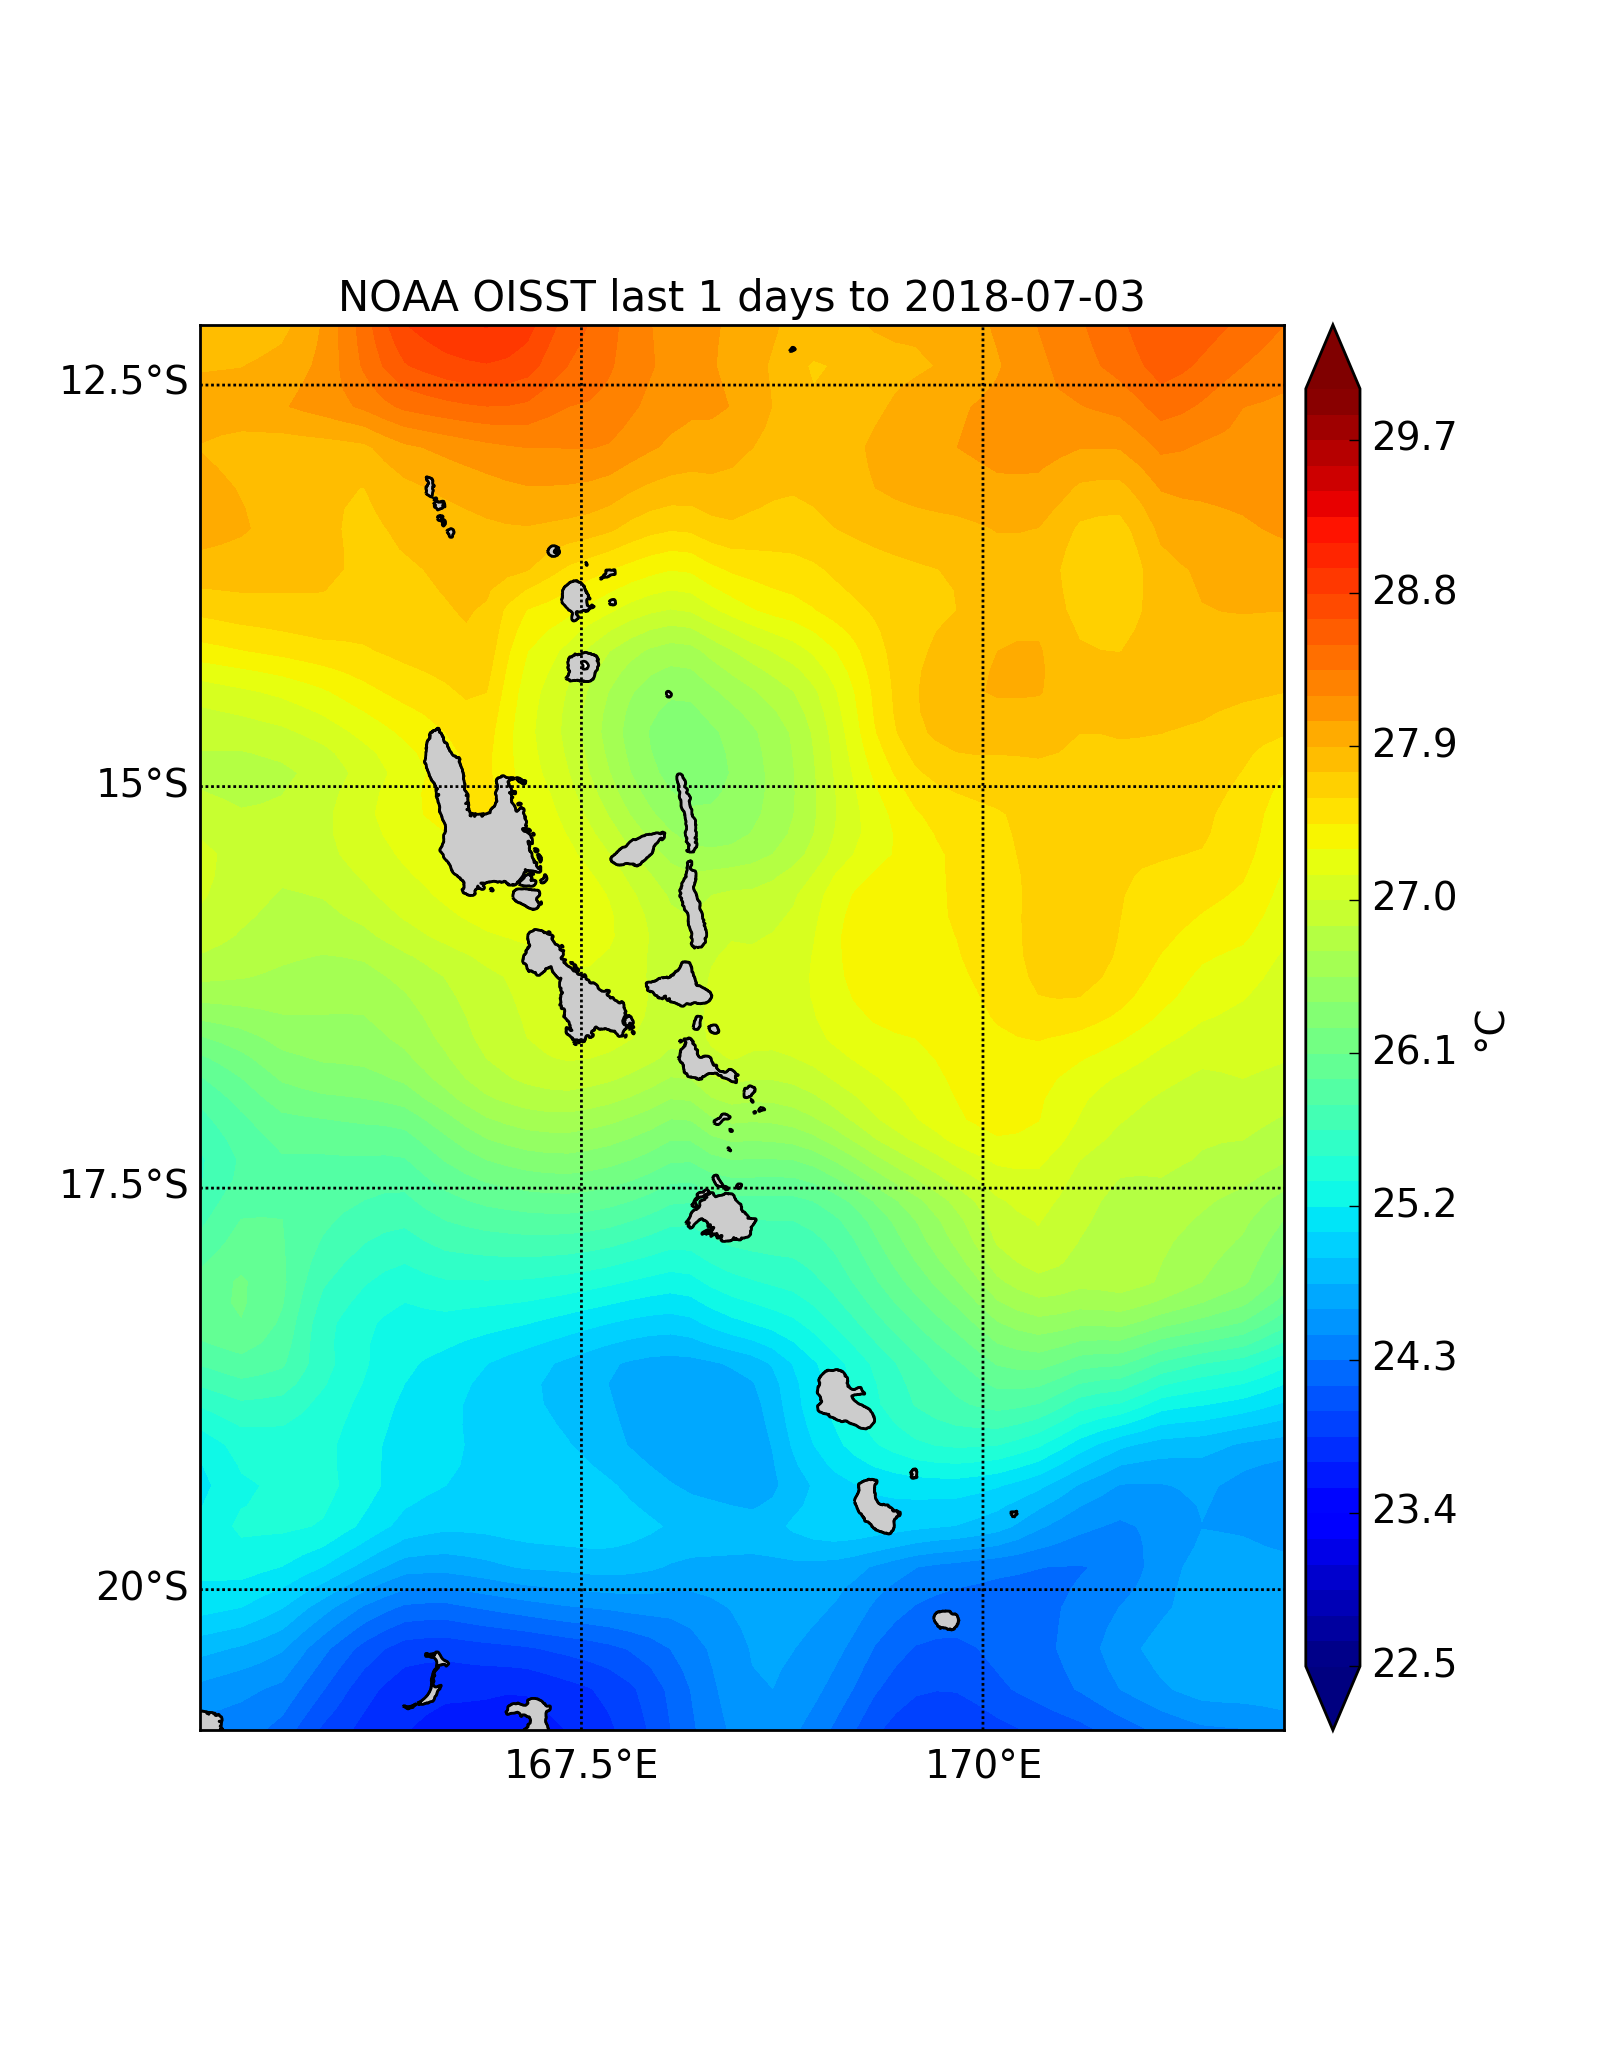 NOAA OISST last 1 days to 2018-07-03
12.5°S
15°S
17.5°S
20°S
167.5°E
170°E
29.7
28.8
27.9
27.0
26.1
25.2
24.3
23.4
22.5
°C